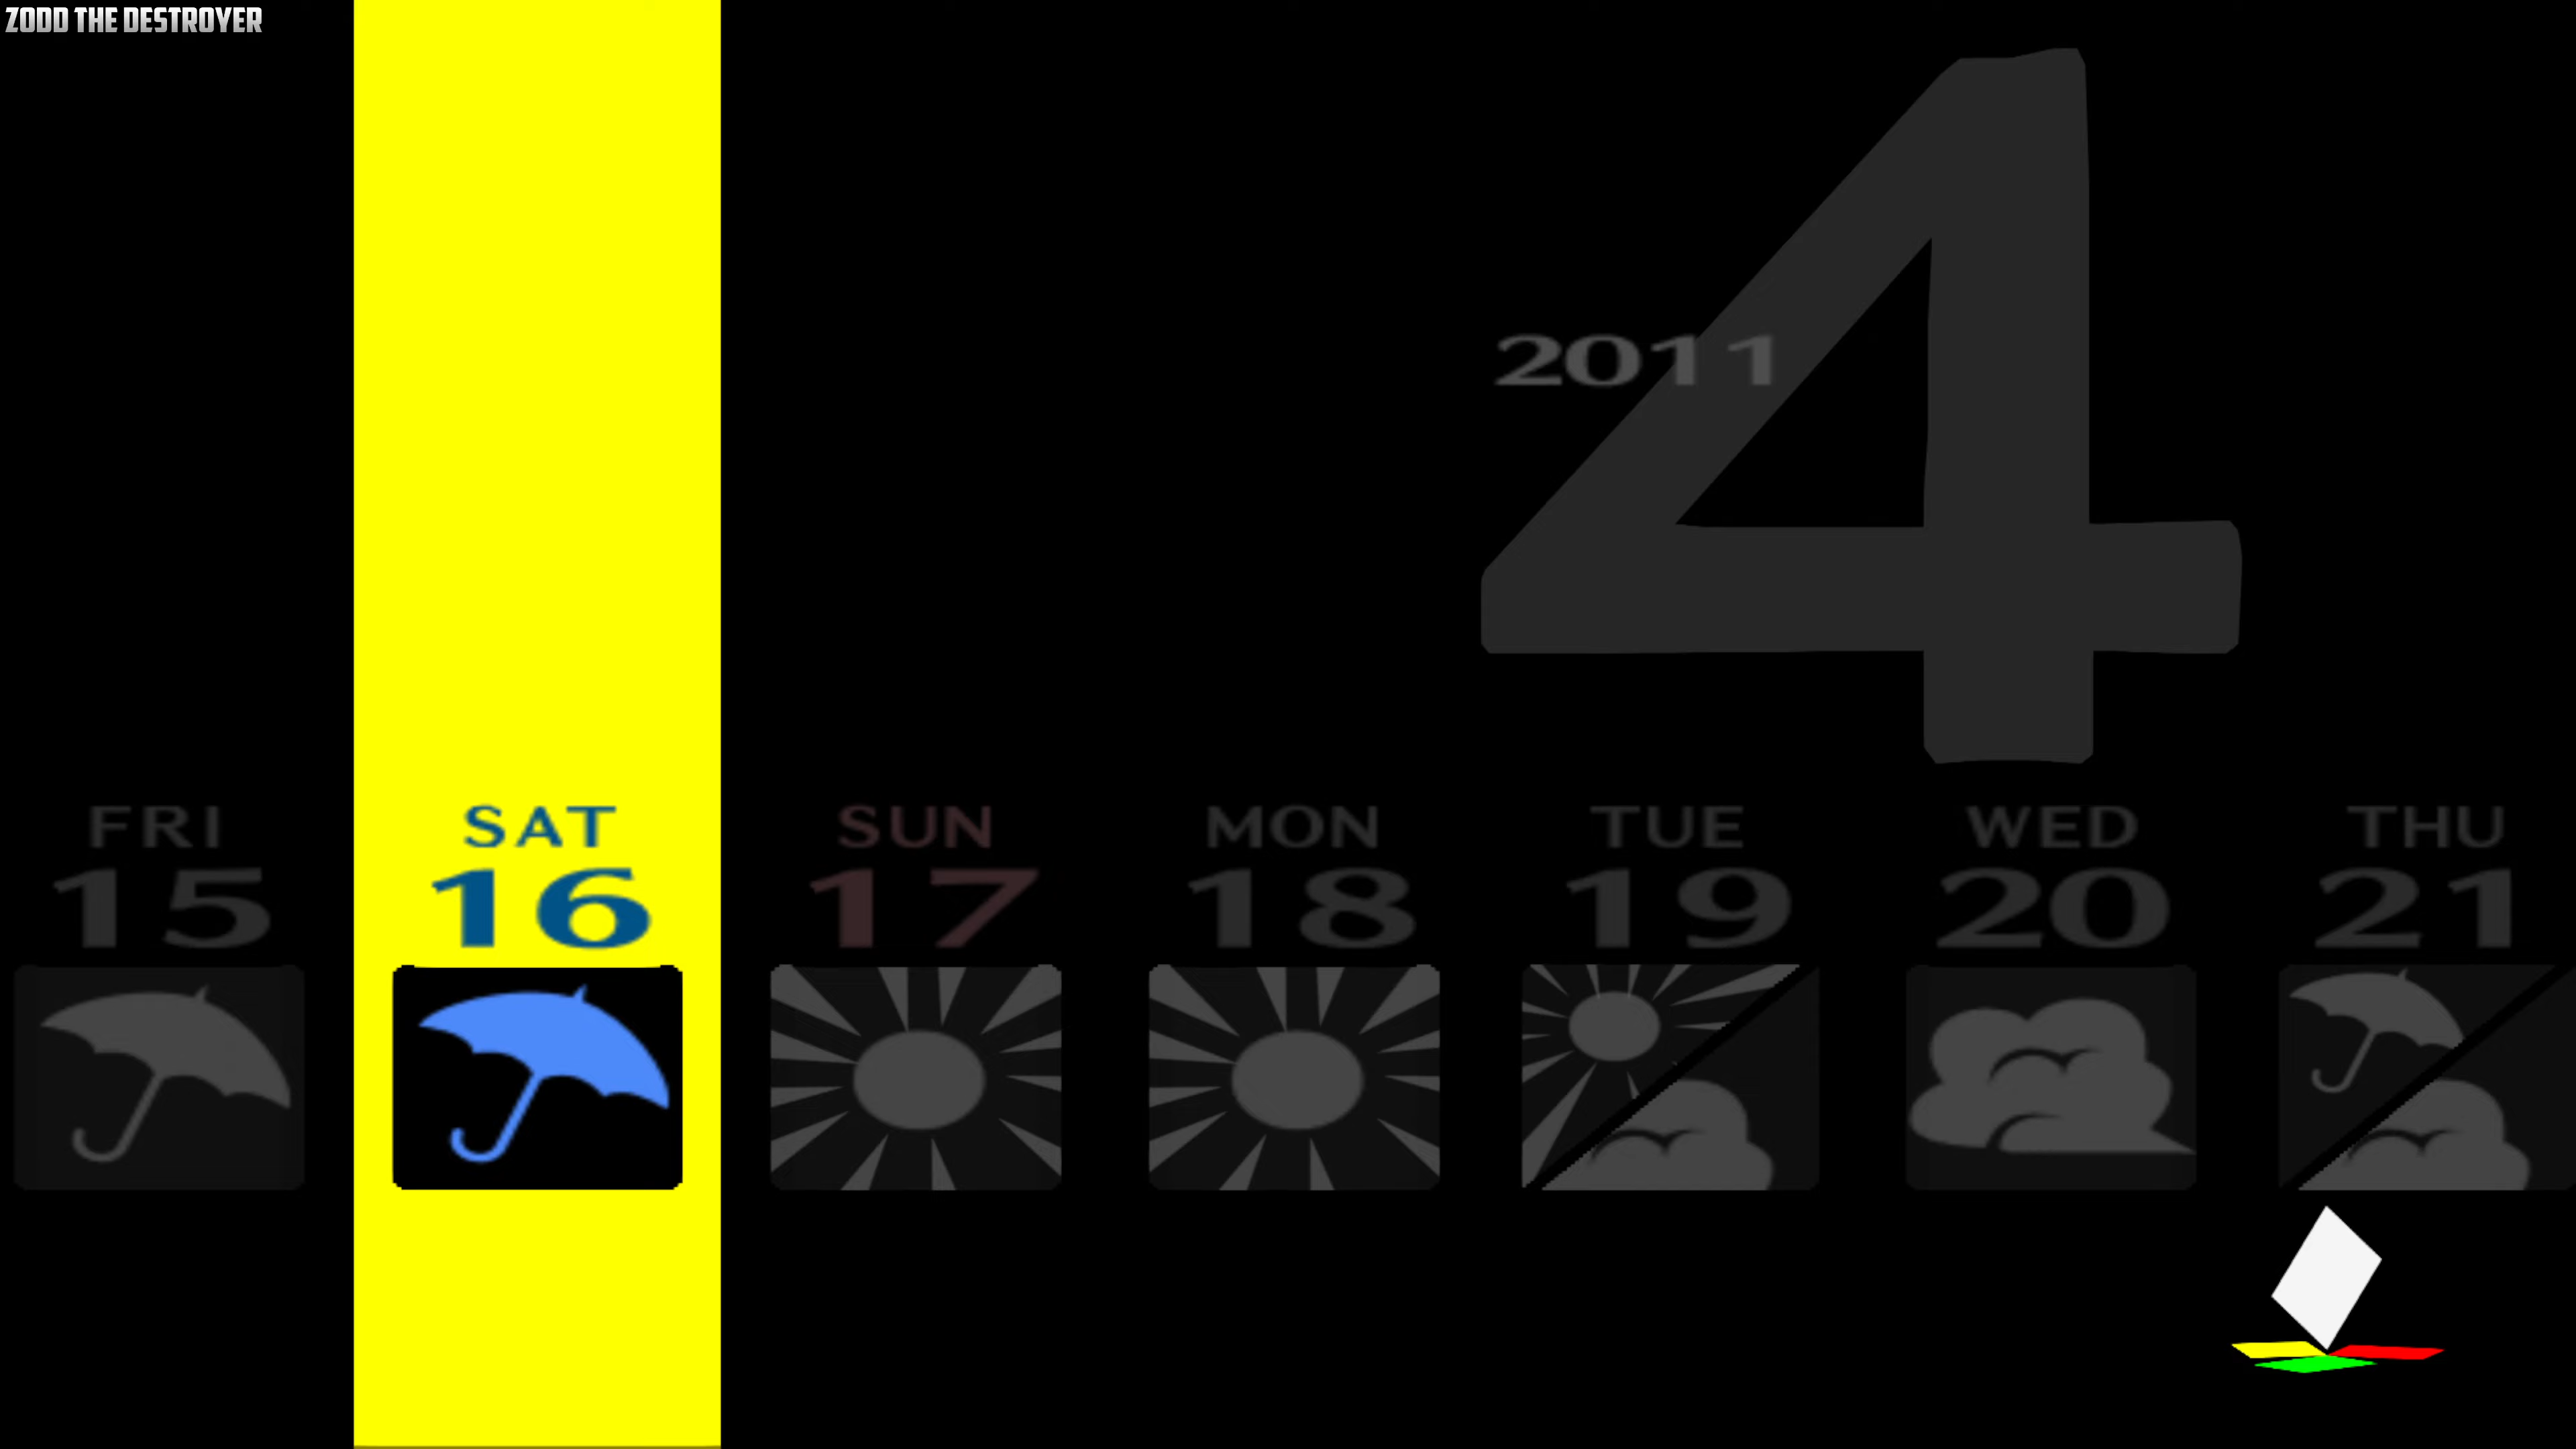 ZODD THE DESTROYER
4
2011
FRI SAT SUN MON TUE WED THU
15 16 17 18 19 20 21